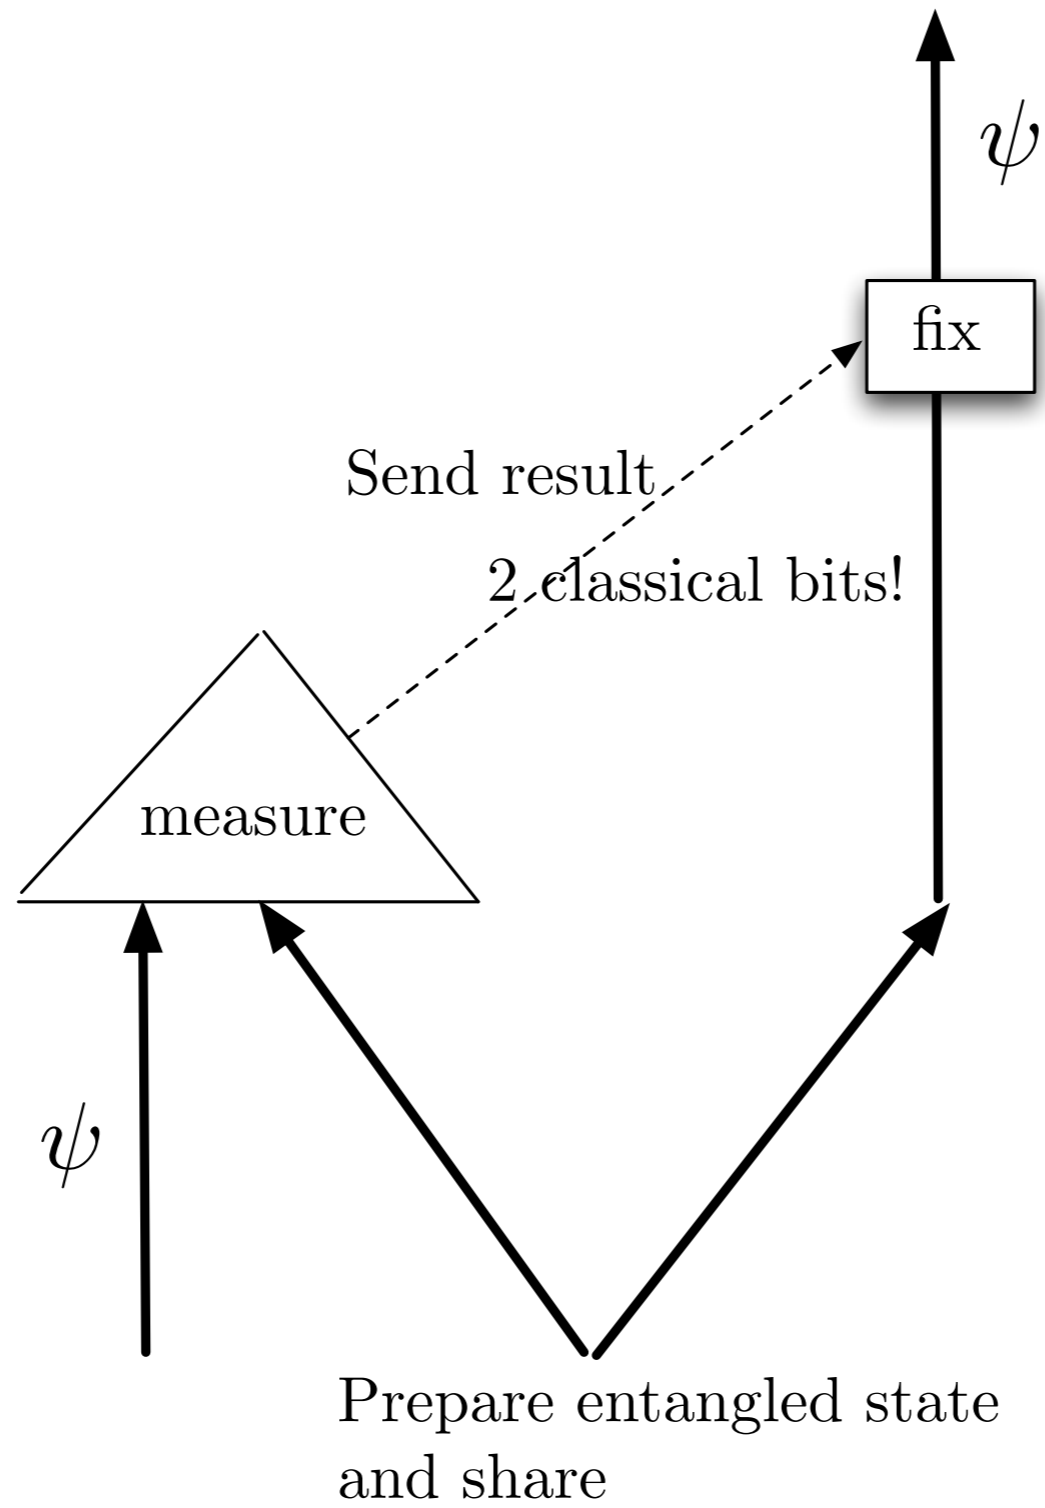 ψ
fix
Send result
2 classical bits!
measure
ψ
Prepare entangled state
and share